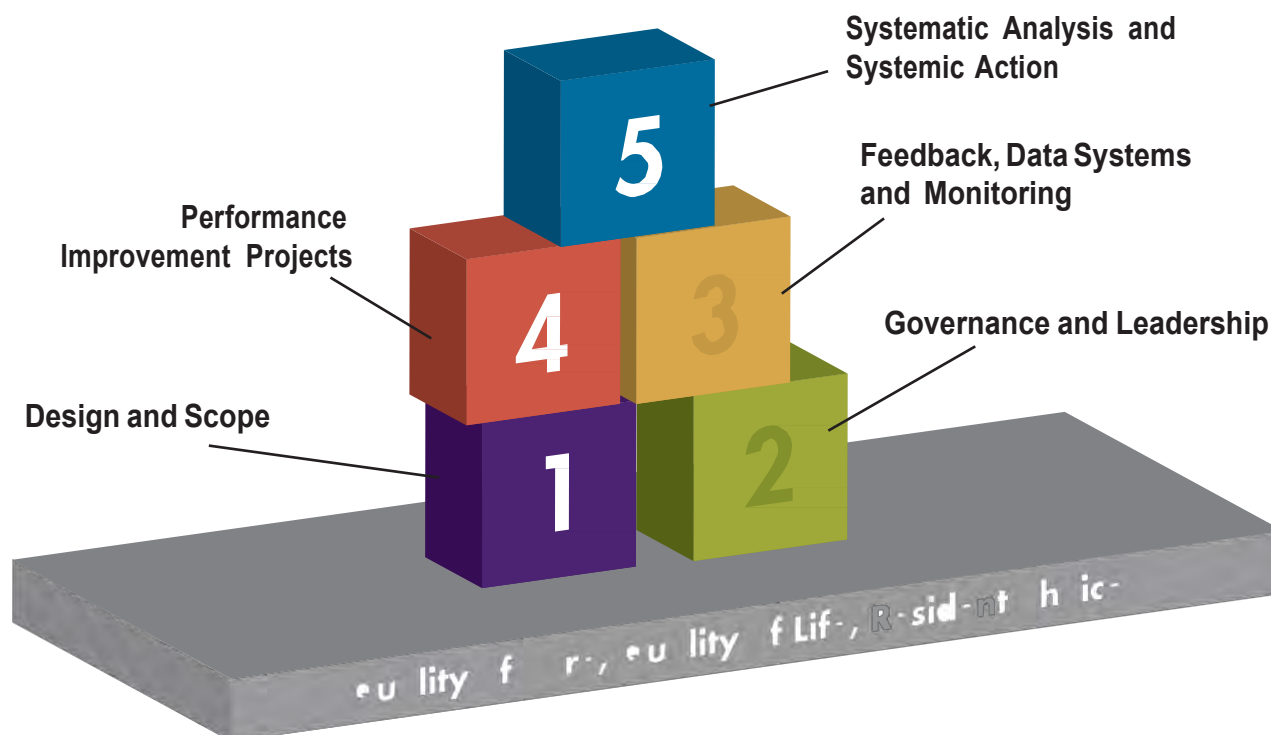 Systematic Analysis and
Systemic Action
5
Feedback, Data Systems
and Monitoring
Performance
Improvement Projects
4
3
Governance and Leadership
Design and Scope
1
2